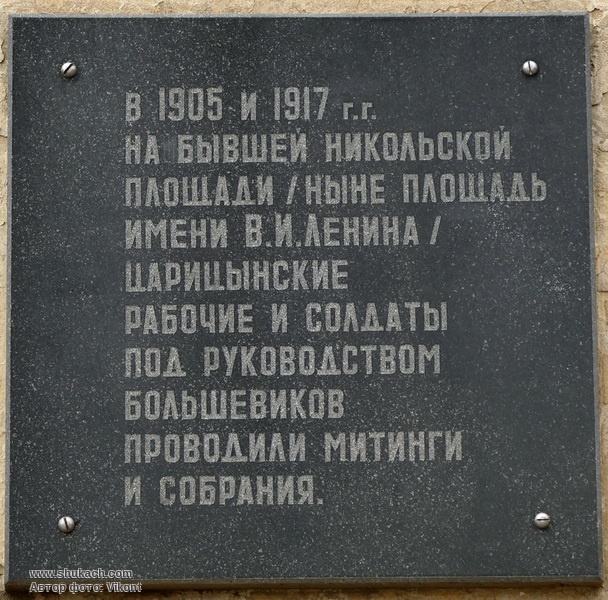 В 1905 И 1917 г.г.
НА БЫВШЕЙ НИКОЛЬСКОЙ
ПЛОЩАДИ / НЫНЕ ПЛОЩАДЬ
ИМЕНИ В.И.ЛЕНИНА /
ЦАРИЦЫНСКИЕ
РАБОЧИЕ И СОЛДАТЫ
ПОД РУКОВОДСТВОМ
БОЛЬШЕВИКОВ
ПРОВОДИЛИ МИТИНГИ
И СОБРАНИЯ.
www.shukach.com
Автор фото: Vikont